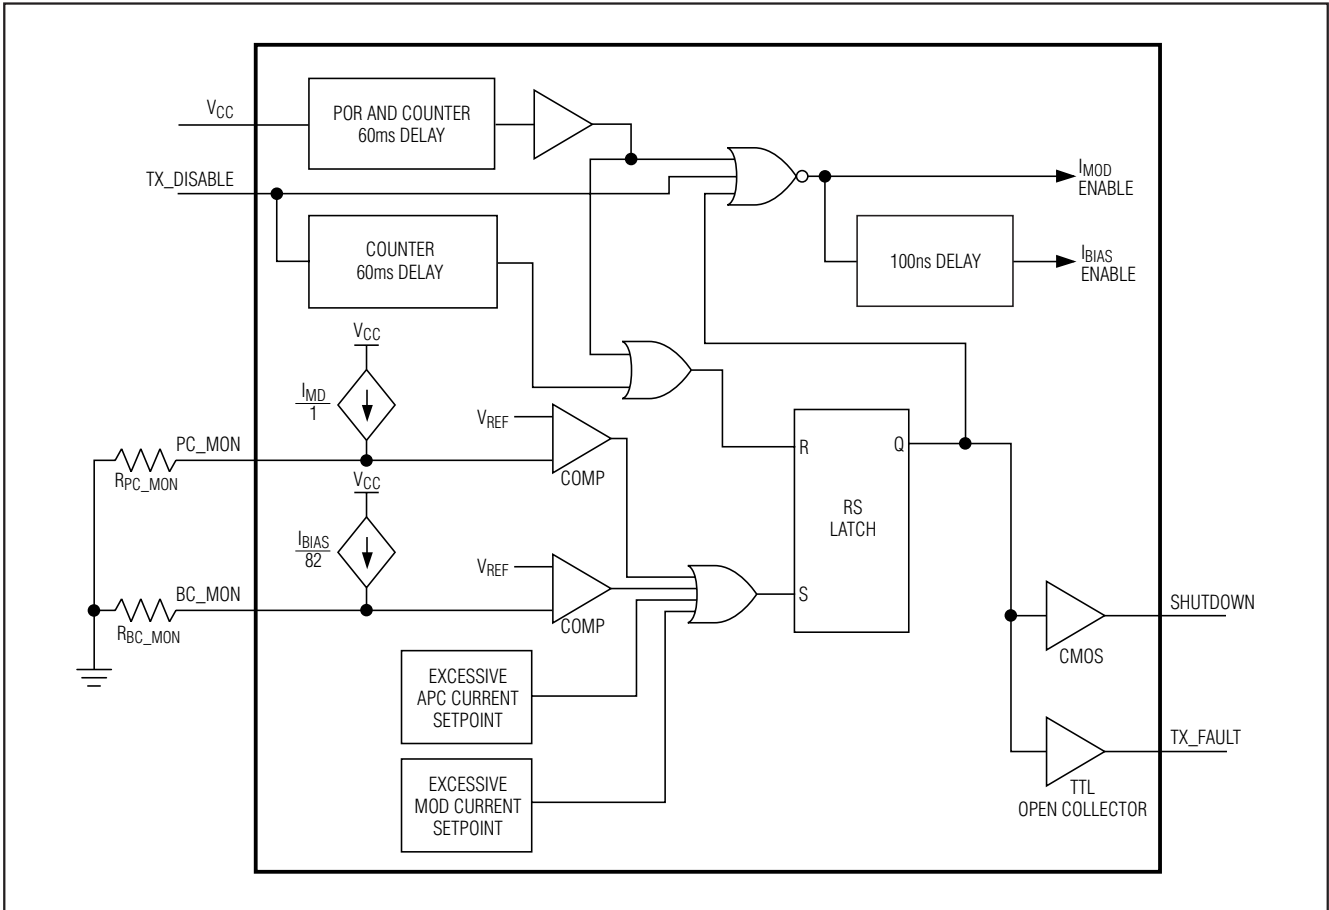 VCC
POR AND COUNTER
60ms DELAY
TX_DISABLE
IMOD
ENABLE
COUNTER
60ms DELAY
100ns DELAY
IBIAS
ENABLE
VCC
IMD
1
VREF
PC_MON
RPC_MON
COMP
R
Q
VCC
RS
LATCH
IBIAS
82
VREF
BC_MON
RBC_MON
COMP
S
SHUTDOWN
CMOS
EXCESSIVE
APC CURRENT
SETPOINT
TX_FAULT
EXCESSIVE
MOD CURRENT
SETPOINT
TTL
OPEN COLLECTOR